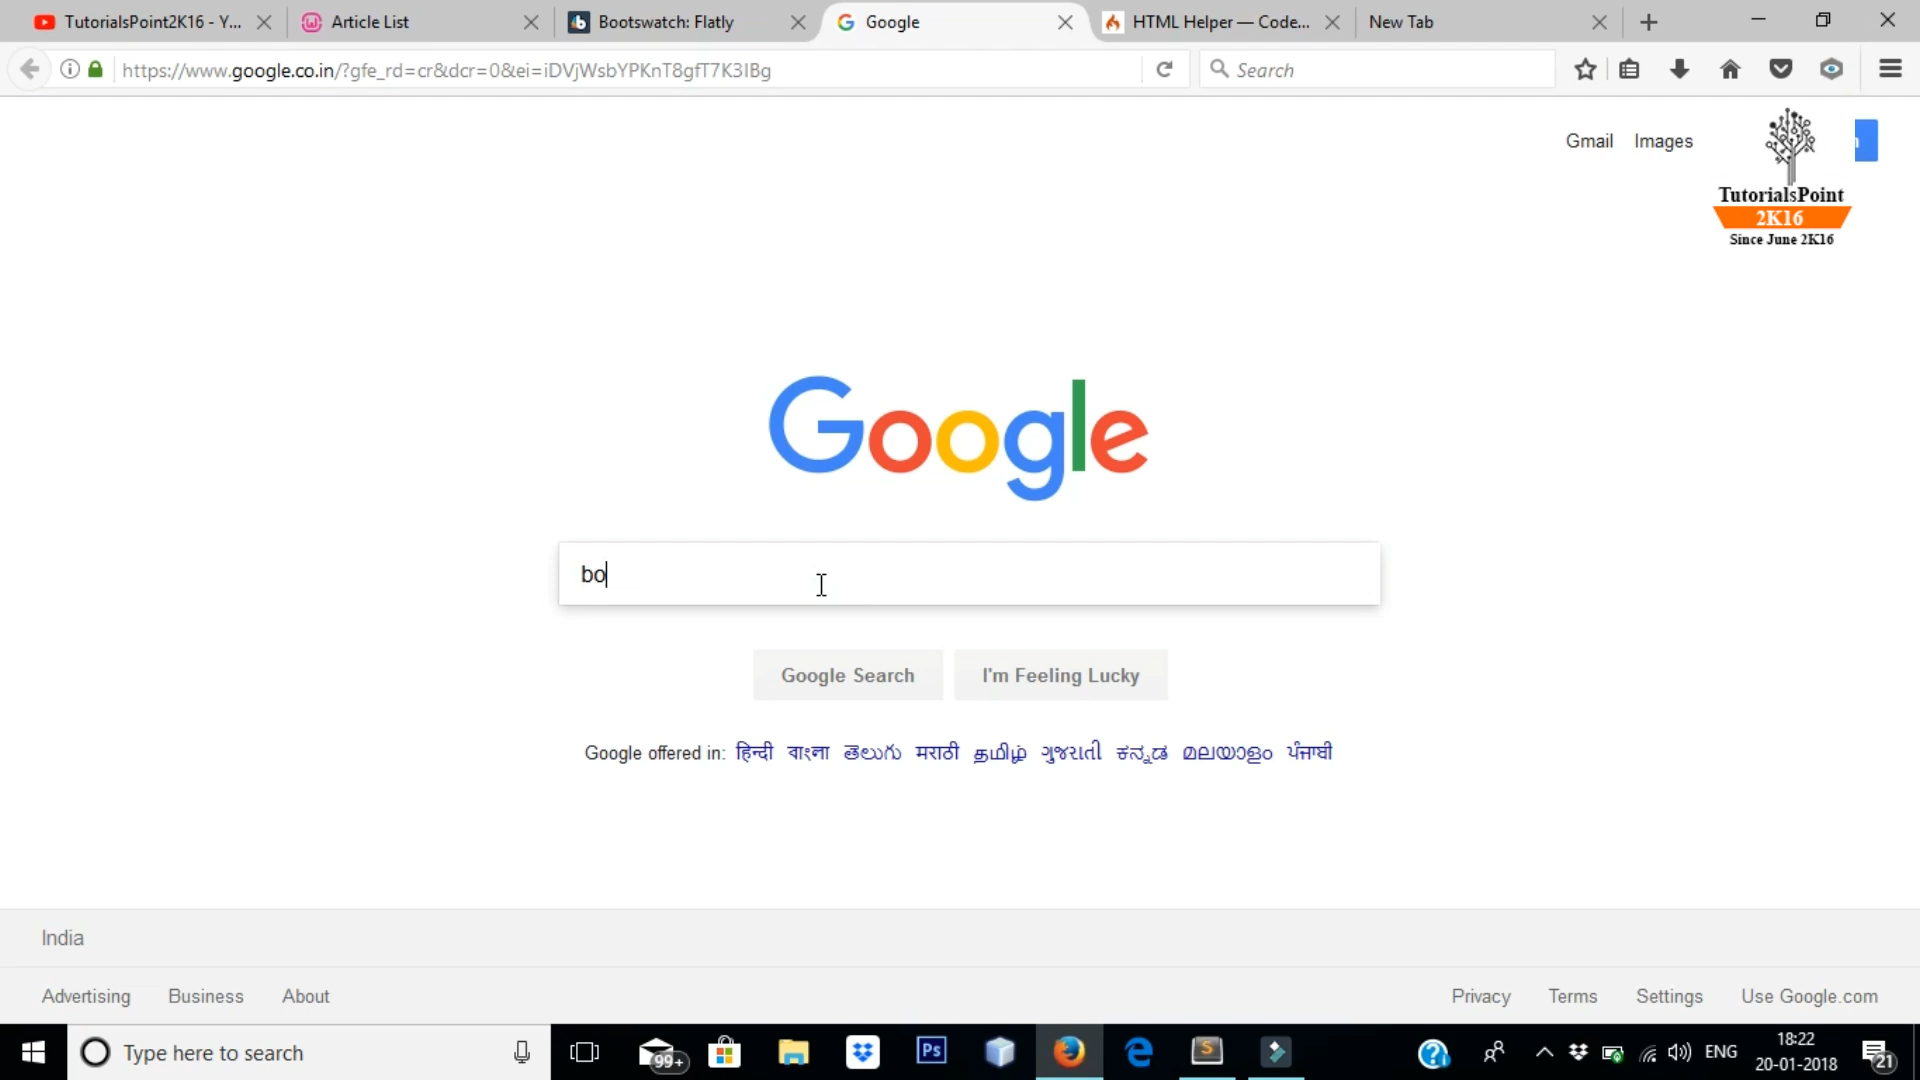 TutorialsPoint2K16 - Y...
Article List
Bootswatch: Flatly
Google
HTML Helper — Code...
New Tab
https://www.google.co.in/?gfe_rd=cr&dcr=0&ei=iDVjWsbYPKnT8gfT7K3IBg
Search
Gmail Images
TutorialsPoint
2K16
Since June 2K16
Google
bo
Google Search
I'm Feeling Lucky
Google offered in: हिन्दी বাংলা తెలుగు मराठी தமிழ் ગુજરાતી ಕನ್ನಡ മലയാളം ਪੰਜਾਬੀ
India
Advertising Business About
Privacy Terms Settings Use Google.com
Type here to search
99+
Ps
S
ENG
18:22
20-01-2018
21